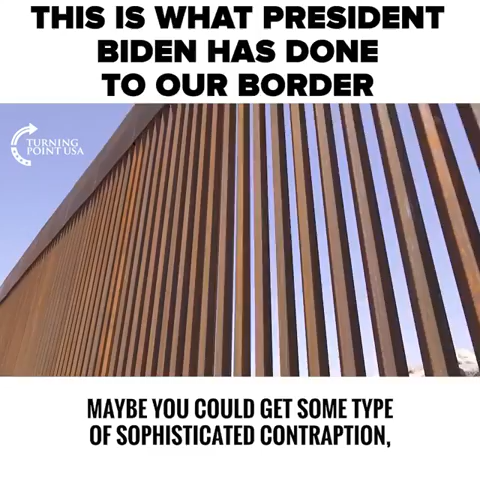 THIS IS WHAT PRESIDENT
BIDEN HAS DONE
TO OUR BORDER
TURNING
POINT USA
MAYBE YOU COULD GET SOME TYPE
OF SOPHISTICATED CONTRAPTION,